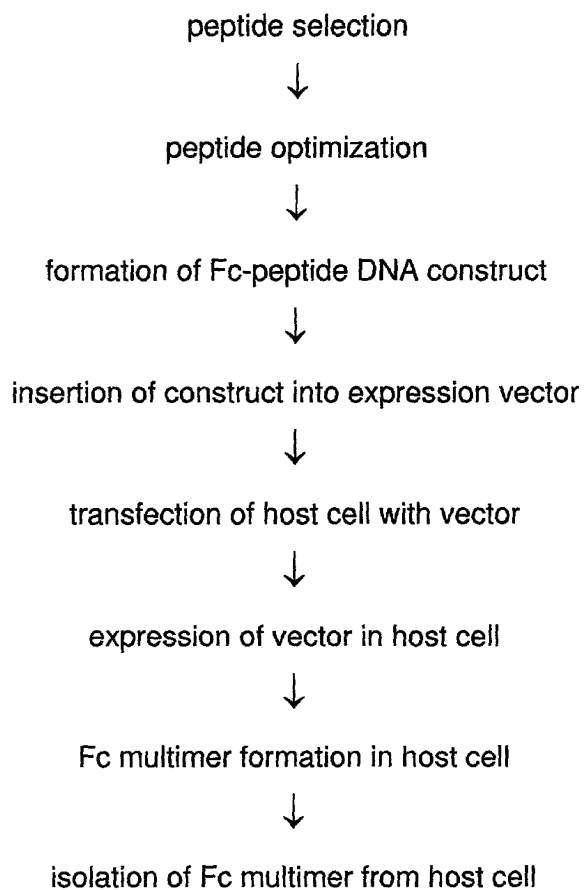 peptide selection
↓
peptide optimization
↓
formation of Fc-peptide DNA construct
↓
insertion of construct into expression vector
↓
transfection of host cell with vector
↓
expression of vector in host cell
↓
Fc multimer formation in host cell
↓
isolation of Fc multimer from host cell